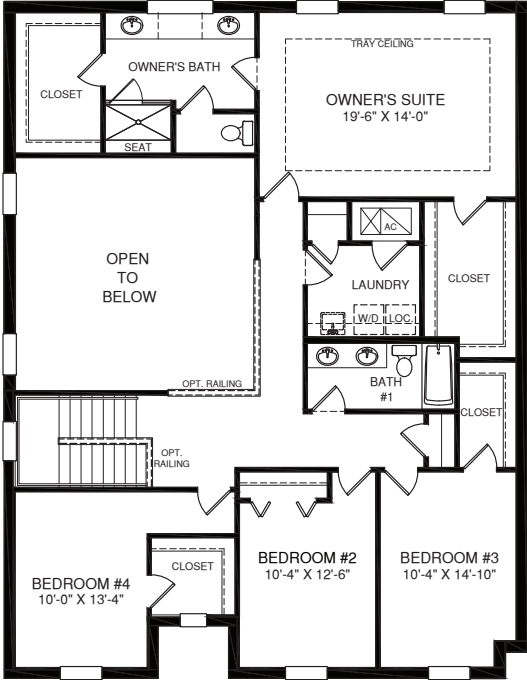 TRAY CEILING
OWNER'S BATH
CLOSET
OWNER'S SUITE
19'-6" X 14'-0"
SEAT
AC
OPEN
TO
BELOW
LAUNDRY
CLOSET
W/D
LOC.
OPT. RAILING
BATH
#1
CLOSET
OPT.
RAILING
BEDROOM #2
10'-4" X 12'-6"
BEDROOM #3
10'-4" X 14'-10"
CLOSET
BEDROOM #4
10'-0" X 13'-4"